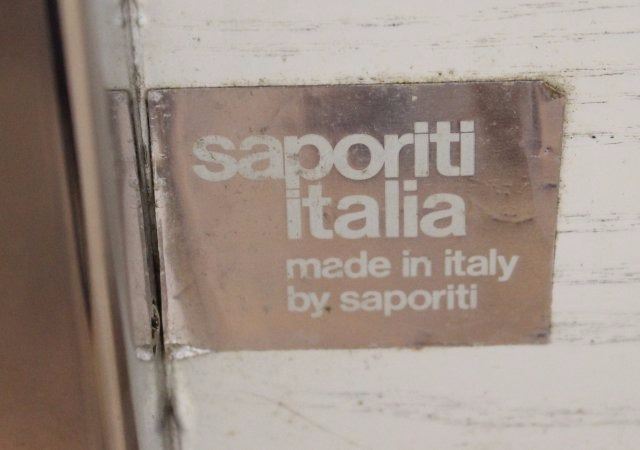 saporiti
italia
made in italy
by saporiti